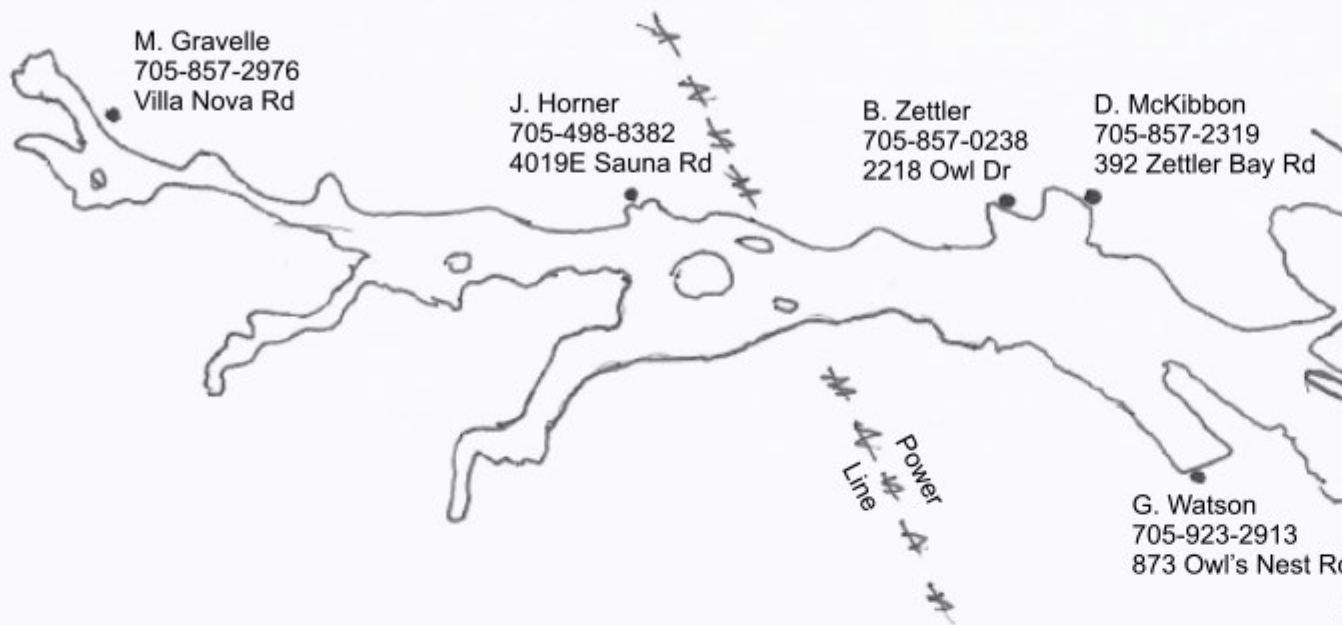 M. Gravelle
705-857-2976
Villa Nova Rd
J. Horner
705-498-8382
4019E Sauna Rd
B. Zettler
705-857-0238
2218 Owl Dr
D. McKibbon
705-857-2319
392 Zettler Bay Rd
Power
Line
G. Watson
705-923-2913
873 Owl's Nest Rd